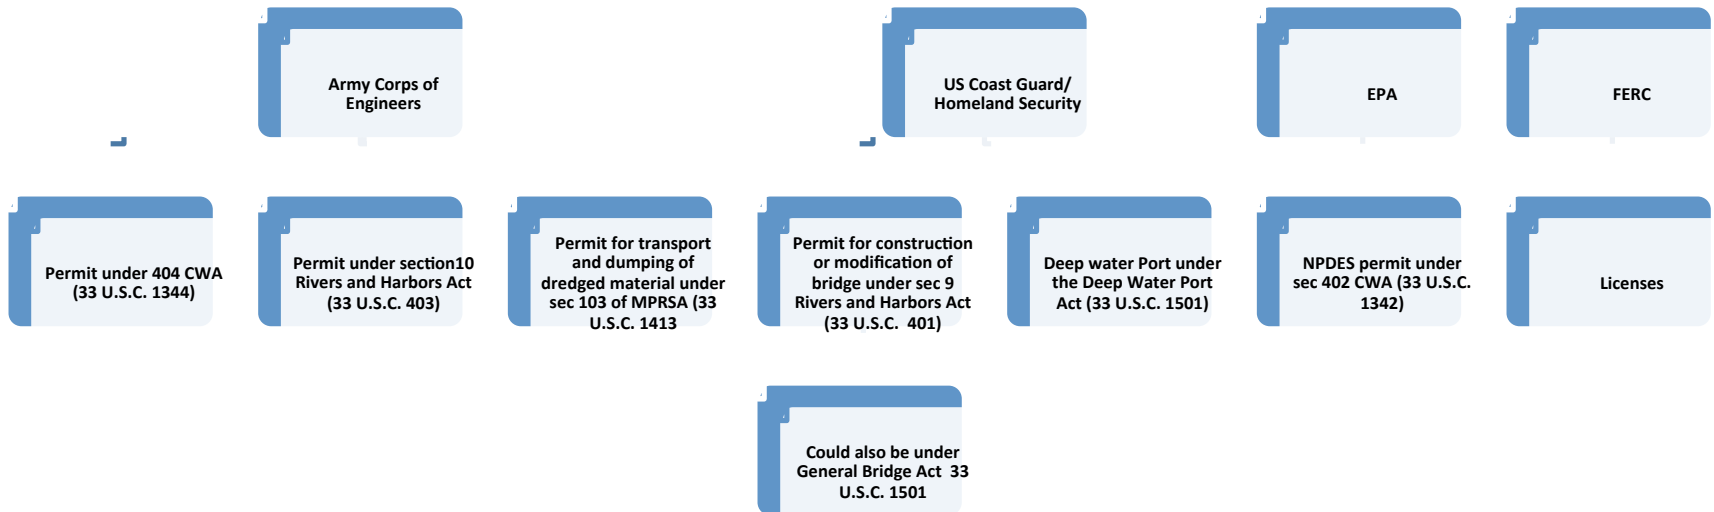 Army Corps of
Engineers
US Coast Guard/
Homeland Security
EPA
FERC
Permit under 404 CWA
(33 U.S.C. 1344)
Permit under section10
Rivers and Harbors Act
(33 U.S.C. 403)
Permit for transport
and dumping of
dredged material under
sec 103 of MPRSA (33
U.S.C. 1413
Permit for construction
or modification of
bridge under sec 9
Rivers and Harbors Act
(33 U.S.C. 401)
Deep water Port under
the Deep Water Port
Act (33 U.S.C. 1501)
NPDES permit under
sec 402 CWA (33 U.S.C.
1342)
Licenses
Could also be under
General Bridge Act 33
U.S.C. 1501